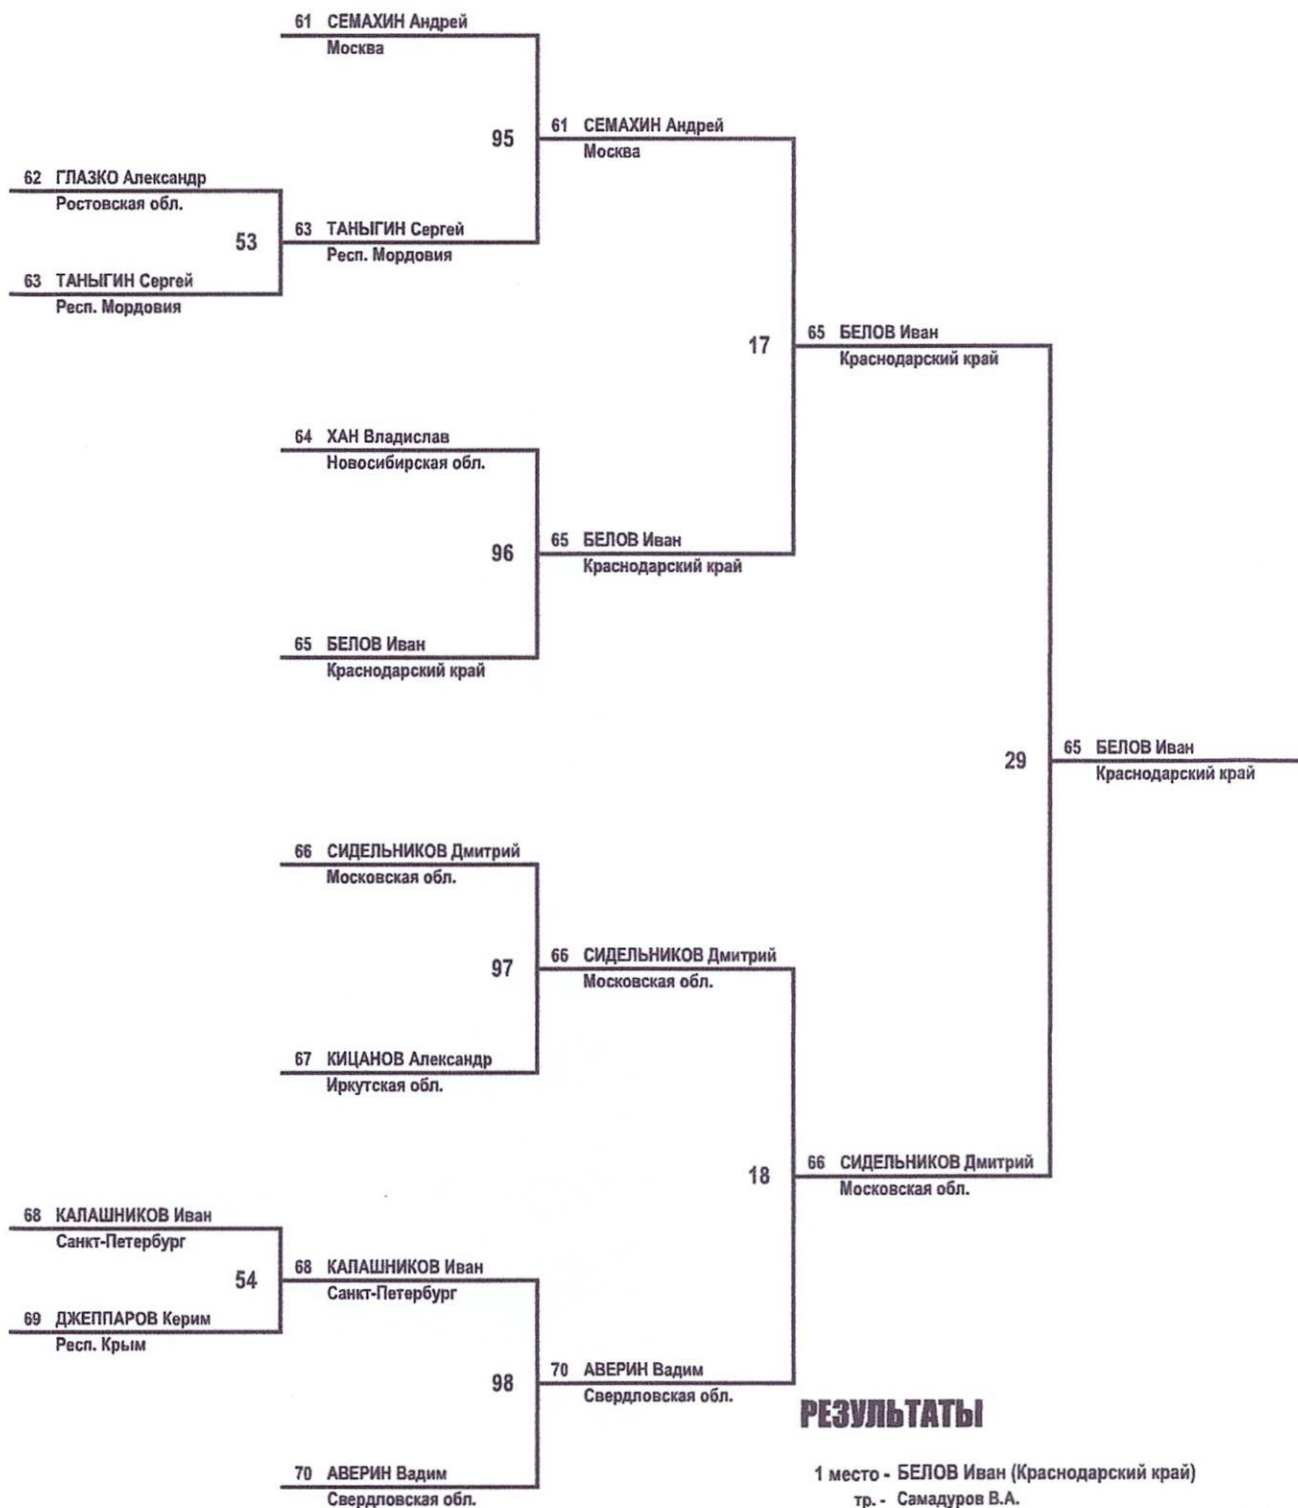 61 СЕМАХИН Андрей
Москва
95
61 СЕМАХИН Андрей
Москва
62 ГЛАЗКО Александр
Ростовская обл.
53
63 ТАНЫГИН Сергей
Респ. Мордовия
63 ТАНЫГИН Сергей
Респ. Мордовия
17
65 БЕЛОВ Иван
Краснодарский край
64 ХАН Владислав
Новосибирская обл.
96
65 БЕЛОВ Иван
Краснодарский край
65 БЕЛОВ Иван
Краснодарский край
29
65 БЕЛОВ Иван
Краснодарский край
66 СИДЕЛЬНИКОВ Дмитрий
Московская обл.
97
66 СИДЕЛЬНИКОВ Дмитрий
Московская обл.
67 КИЦАНОВ Александр
Иркутская обл.
18
66 СИДЕЛЬНИКОВ Дмитрий
Московская обл.
68 КАЛАШНИКОВ Иван
Санкт-Петербург
54
68 КАЛАШНИКОВ Иван
Санкт-Петербург
69 ДЖЕППАРОВ Керим
Респ. Крым
98
70 АВЕРИН Вадим
Свердловская обл.
РЕЗУЛЬТАТЫ
70 АВЕРИН Вадим
Свердловская обл.
1 место - БЕЛОВ Иван (Краснодарский край)
тр. - Самадуров В.А.